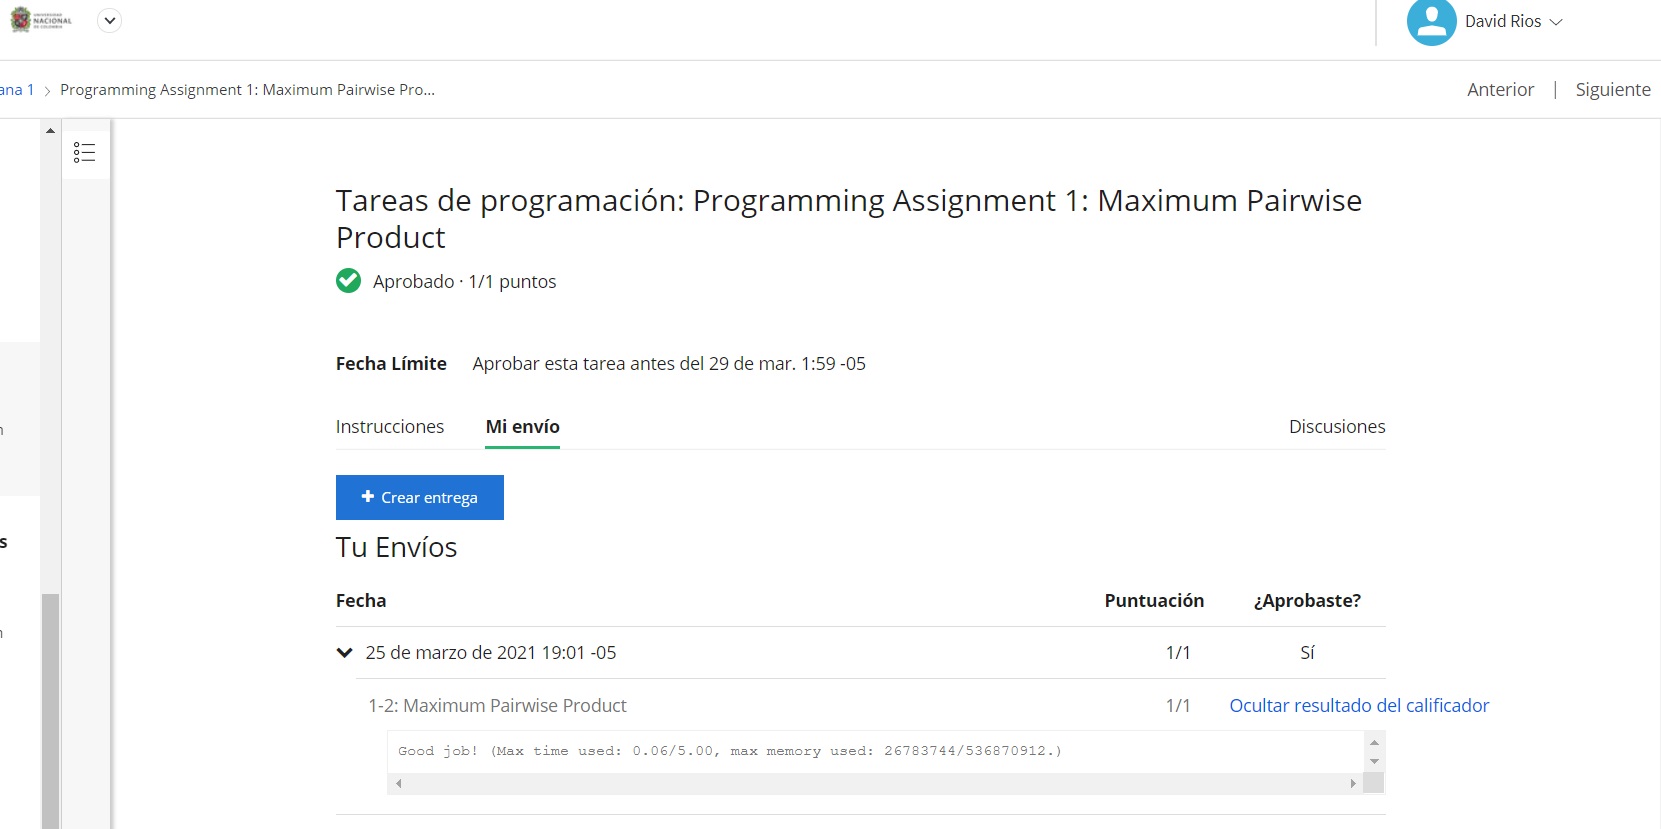 UNIVERSIDAD
NACIONAL
DE COLOMBIA
David Rios
ana 1 > Programming Assignment 1: Maximum Pairwise Pro...
Anterior | Siguiente
Tareas de programación: Programming Assignment 1: Maximum Pairwise
Product
Aprobado · 1/1 puntos
Fecha Límite Aprobar esta tarea antes del 29 de mar. 1:59 -05
Instrucciones Mi envío Discusiones
+ Crear entrega
Tu Envíos
Fecha Puntuación ¿Aprobaste?
25 de marzo de 2021 19:01 -05 1/1 Sí
1-2: Maximum Pairwise Product 1/1 Ocultar resultado del calificador
Good job! (Max time used: 0.06/5.00, max memory used: 26783744/536870912.)